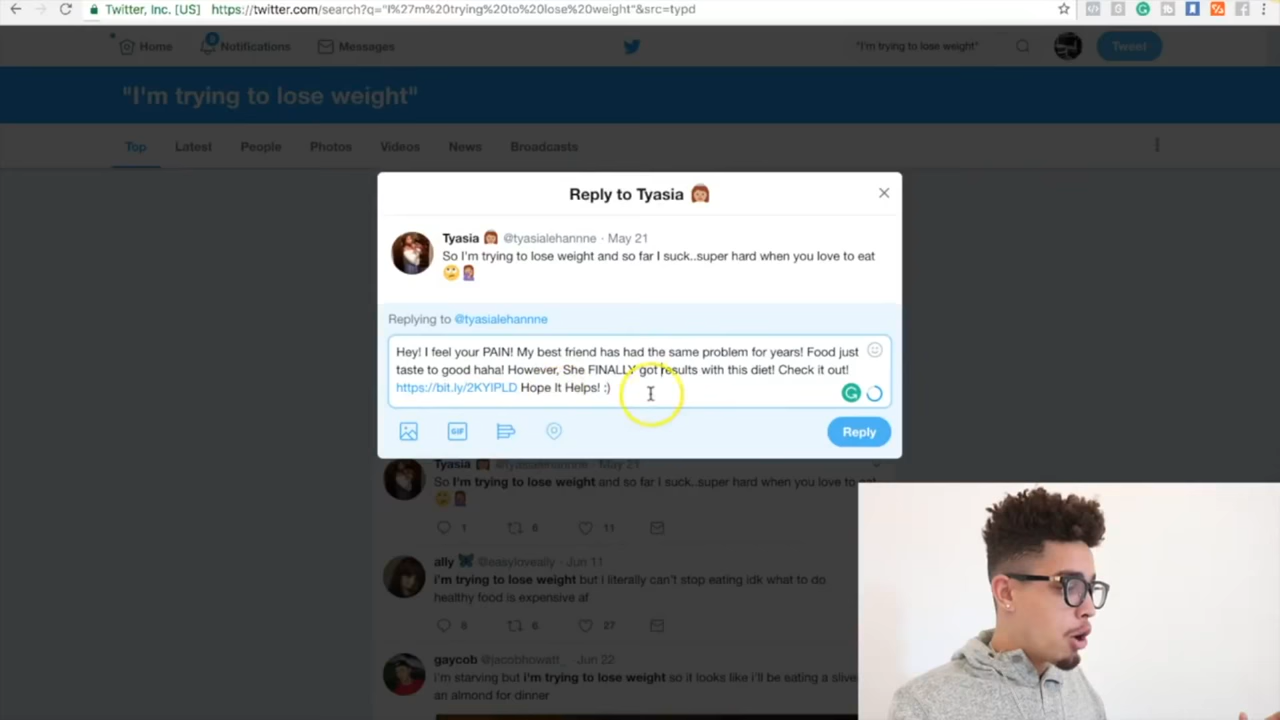 Twitter, Inc. [US] https://twitter.com/search?q="I%27m%20trying%20to%20lose%20weight"&src=typd
Home Notifications Messages "I'm trying to lose weight" Tweet
"I'm trying to lose weight"
Top Latest People Photos Videos News Broadcasts
Reply to Tyasia
Tyasia @tyasialehannne · May 21
So I'm trying to lose weight and so far I suck..super hard when you love to eat
Replying to @tyasialehannne
Hey! I feel your PAIN! My best friend has had the same problem for years! Food just
taste to good haha! However, She FINALLY got results with this diet! Check it out!
https://bit.ly/2KYIPLD Hope It Helps! :)
GIF
Reply
Tyasia @tyasialehannne · May 21
So I'm trying to lose weight and so far I suck..super hard when you love to eat
1 6 11
ally @easyloveally · Jun 11
i'm trying to lose weight but i literally can't stop eating idk what to do
healthy food is expensive af
8 6 27
gaycob @jacobhowatt_ · Jun 22
i'm starving but i'm trying to lose weight so it looks like i'll be eating a slive
an almond for dinner